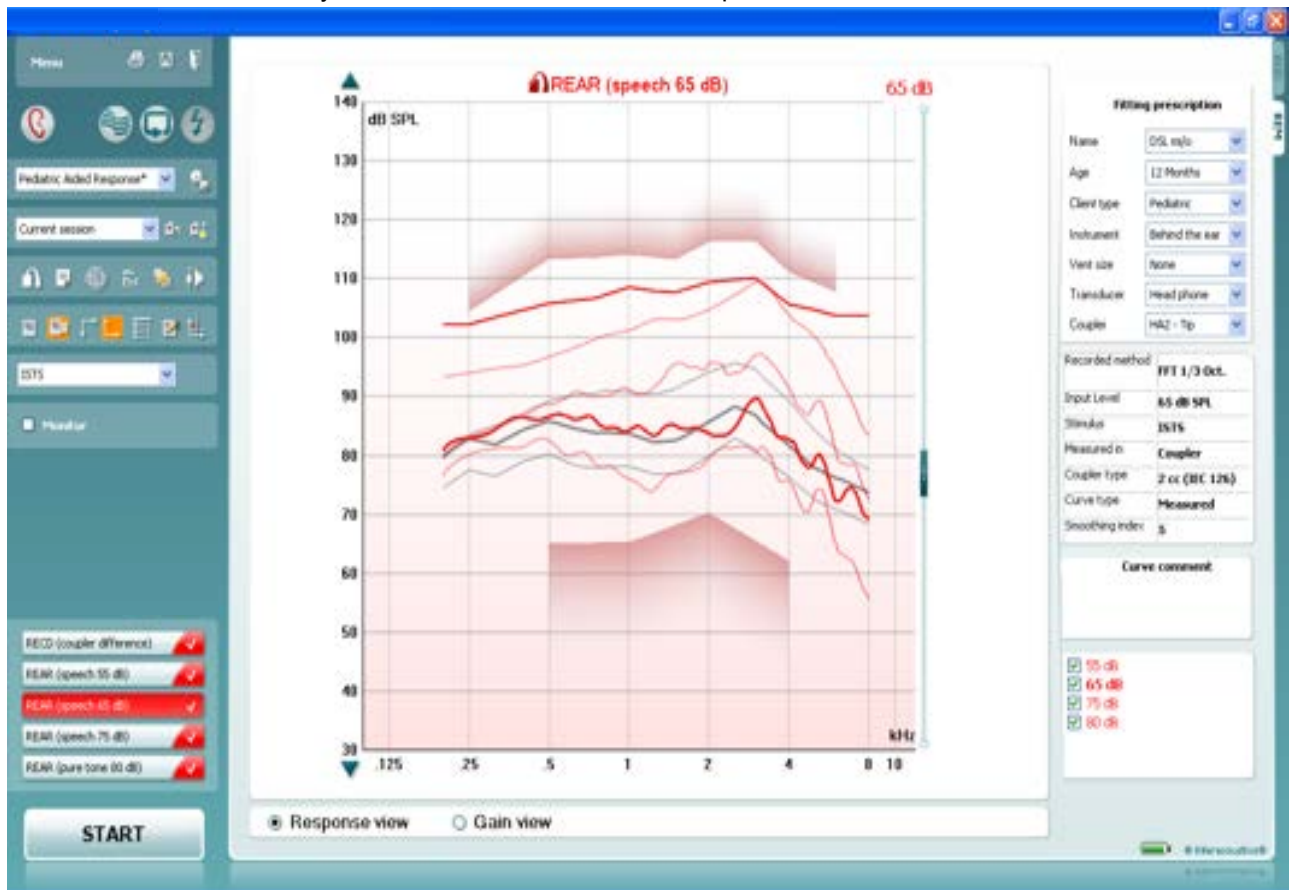 Menu
Pediatric Aided Response*
Current session
ISTS
Monitor
RECD (coupler difference)
REAR (speech 55 dB)
REAR (speech 65 dB)
REAR (speech 75 dB)
REAR (pure tone 80 dB)
START
REAR (speech 65 dB)
65 dB
dB SPL
140
130
120
110
100
90
80
70
60
50
40
30
kHz
.125 .25 .5 1 2 4 8 10
Response view Gain view
REM
Fitting prescription
Name DSL m/o
Age 12 Months
Client type Pediatric
Instrument Behind the ear
Vent size None
Transducer Head phone
Coupler HA2 - Tip
Recorded method FFT 1/3 Oct.
Input Level 65 dB SPL
Stimulus ISTS
Measured in Coupler
Coupler type 2 cc (IEC 126)
Curve type Measured
Smoothing index 5
Curve comment
55 dB
65 dB
75 dB
80 dB